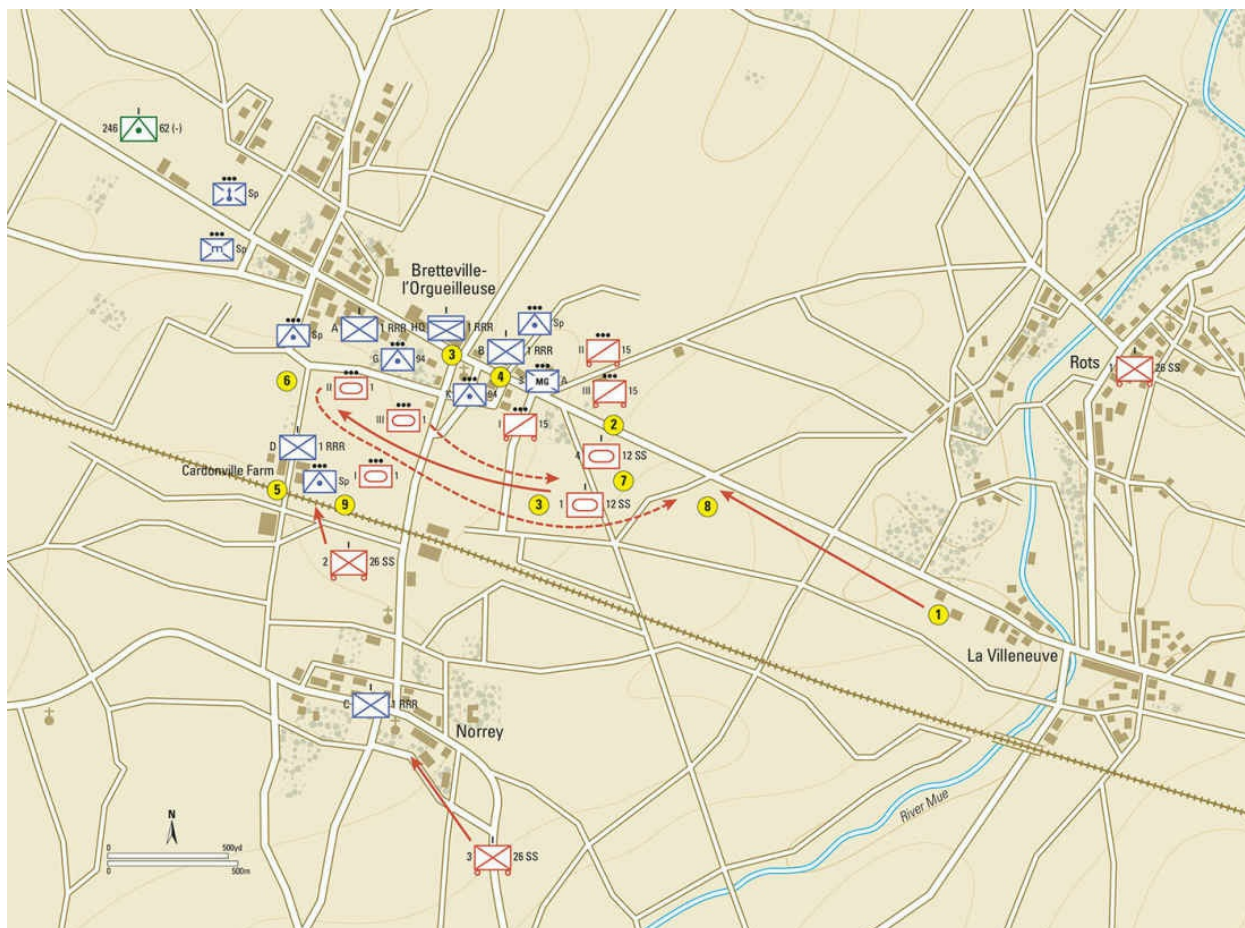 246 62 (-)
Sp
Sp
Bretteville-
l'Orgueilleuse
Sp
A 1 RRR
HQ 1 RRR
Sp
G 94
3
B 1 RRR
II 15
Rots
1 26 SS
4
MG A
6
II 1
K 94
III 15
III 1
I 15
2
D 1 RRR
4 12 SS
Cardonville Farm
Sp
I 1
7
5
9
3
1 12 SS
8
2 26 SS
1
La Villeneuve
C 1 RRR
Norrey
River Mue
N
0 500yd
0 500m
3 26 SS